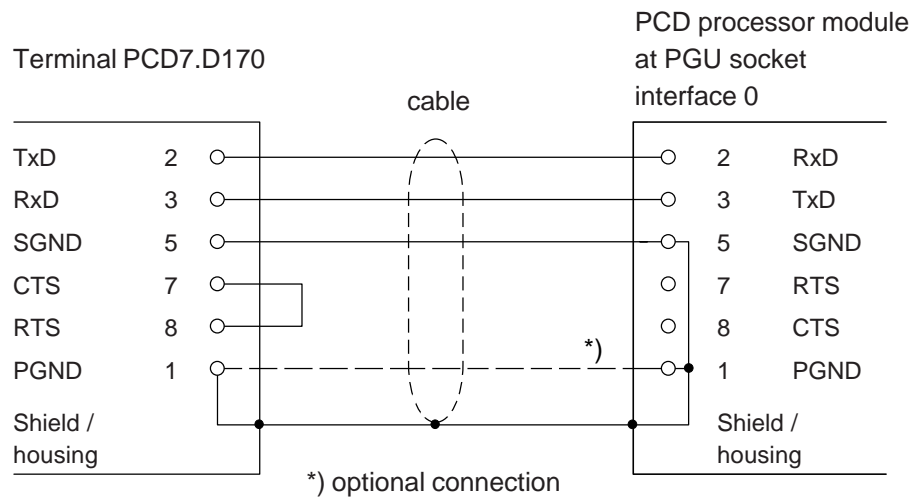 PCD processor module
Terminal PCD7.D170 at PGU socket
interface 0
cable
TxD 2 2 RxD
RxD 3 3 TxD
SGND 5 5 SGND
CTS 7 7 RTS
RTS 8 8 CTS
*)
PGND 1 1 PGND
Shield / Shield /
housing housing
*) optional connection